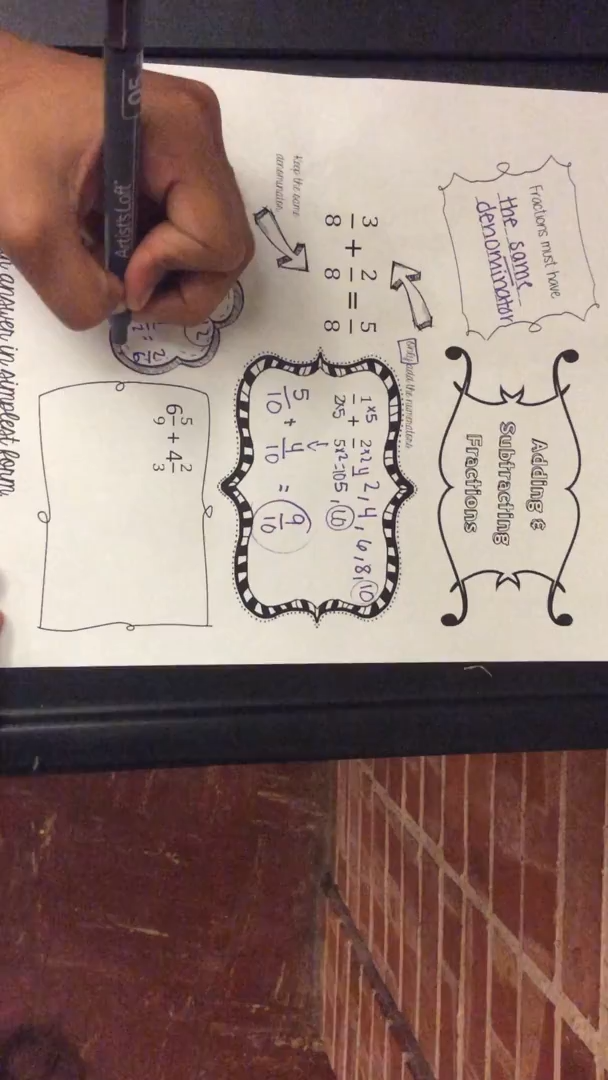 Adding &
Subtracting
Fractions
Fractions must have
the same
denominator
only add the numerators
3/8 + 2/8 = 5/8
Keep the same
denominator.
1×5/2×5 + 2×2/5×2=10
2, 4, 6, 8, 10
5, 10
5/10 + 4/10 = 9/10
6 5/9 + 4 2/3
answer in simplest form
Artist's Loft
05